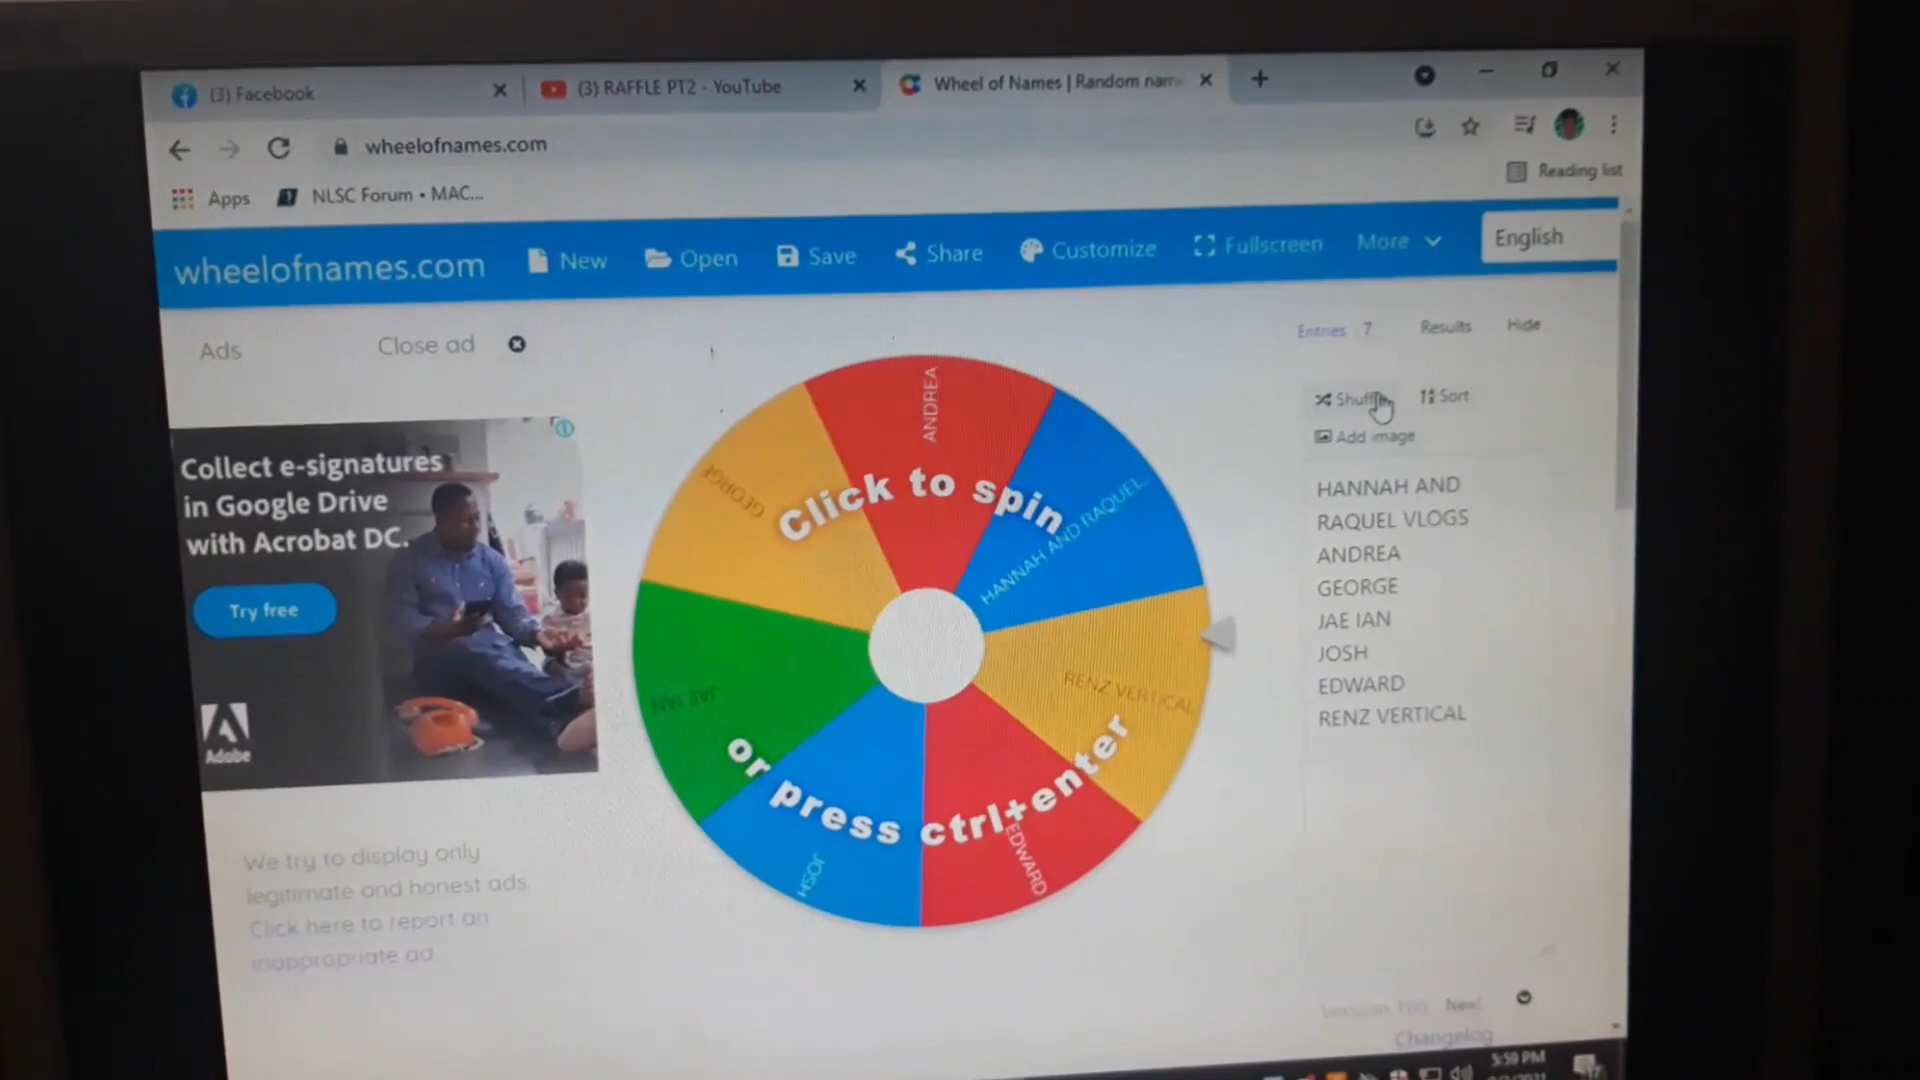 (3) Facebook
(3) RAFFLE PT2 - YouTube
Wheel of Names | Random name
wheelofnames.com
Apps
NLSC Forum • MAC...
Reading list
wheelofnames.com
New
Open
Save
Share
Customize
Fullscreen
More
English
Ads
Close ad
Entries 7
Results
Hide
Shuffle
Sort
Add image
Collect e-signatures
in Google Drive
with Acrobat DC.
Try free
Adobe
ANDREA
HANNAH AND RAQUEL
RENZ VERTICAL
EDWARD
JOSH
JAE IAN
GEORGE
Click to spin
or press ctrl+enter
HANNAH AND
RAQUEL VLOGS
ANDREA
GEORGE
JAE IAN
JOSH
EDWARD
RENZ VERTICAL
We try to display only
legitimate and honest ads.
Click here to report an
inappropriate ad
Version
New!
Changelog
5:59 PM